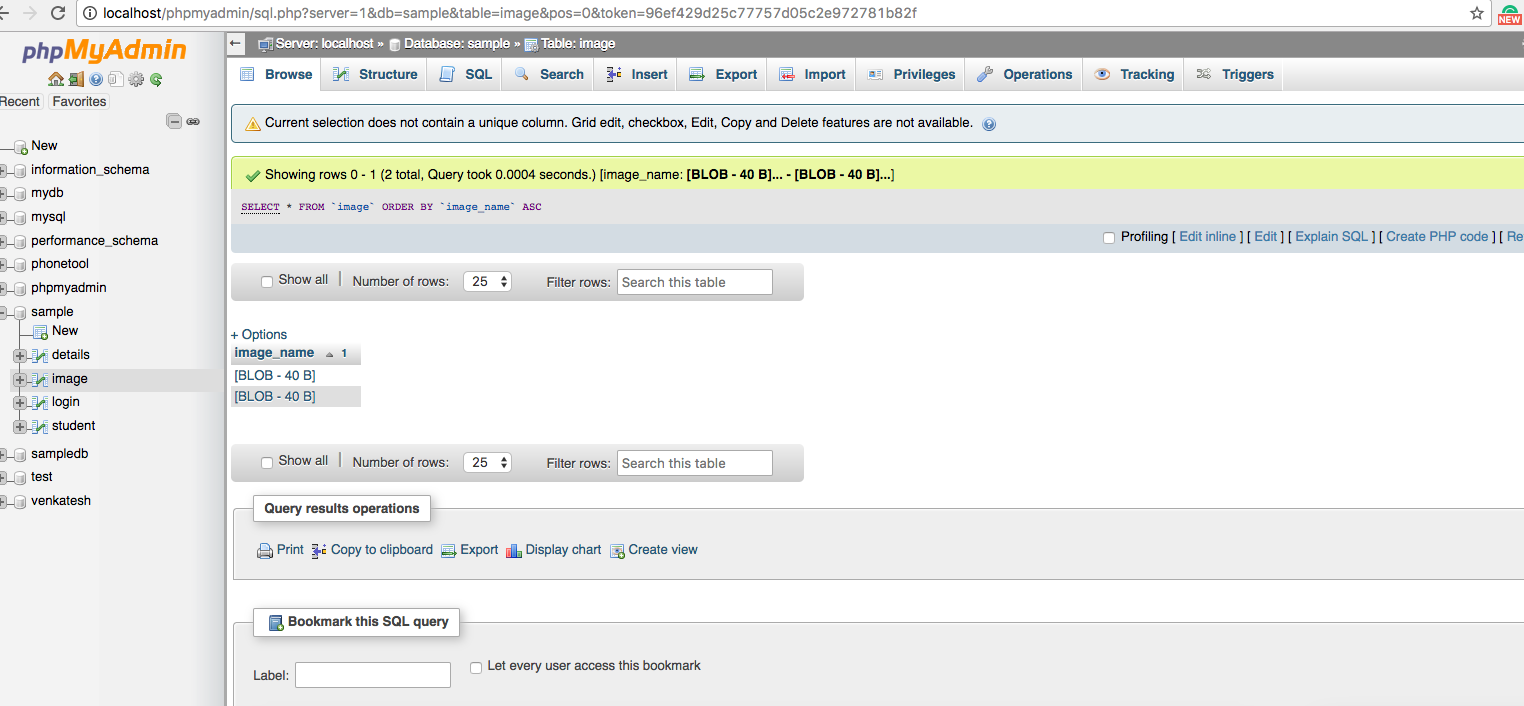 localhost/phpmyadmin/sql.php?server=1&db=sample&table=image&pos=0&token=96ef429d25c77757d05c2e972781b82f
NEW
phpMyAdmin
Server: localhost » Database: sample » Table: image
Browse Structure SQL Search Insert Export Import Privileges Operations Tracking Triggers
Recent Favorites
Current selection does not contain a unique column. Grid edit, checkbox, Edit, Copy and Delete features are not available.
New
information_schema
mydb
mysql
performance_schema
phonetool
phpmyadmin
sample
New
details
image
login
student
sampledb
test
venkatesh
Showing rows 0 - 1 (2 total, Query took 0.0004 seconds.) [image_name: [BLOB - 40 B]... - [BLOB - 40 B]...]
SELECT * FROM `image` ORDER BY `image_name` ASC
Profiling [ Edit inline ] [ Edit ] [ Explain SQL ] [ Create PHP code ] [ Re
Show all | Number of rows: 25 Filter rows: Search this table
+ Options
image_name 1
[BLOB - 40 B]
[BLOB - 40 B]
Show all | Number of rows: 25 Filter rows: Search this table
Query results operations
Print Copy to clipboard Export Display chart Create view
Bookmark this SQL query
Label: Let every user access this bookmark